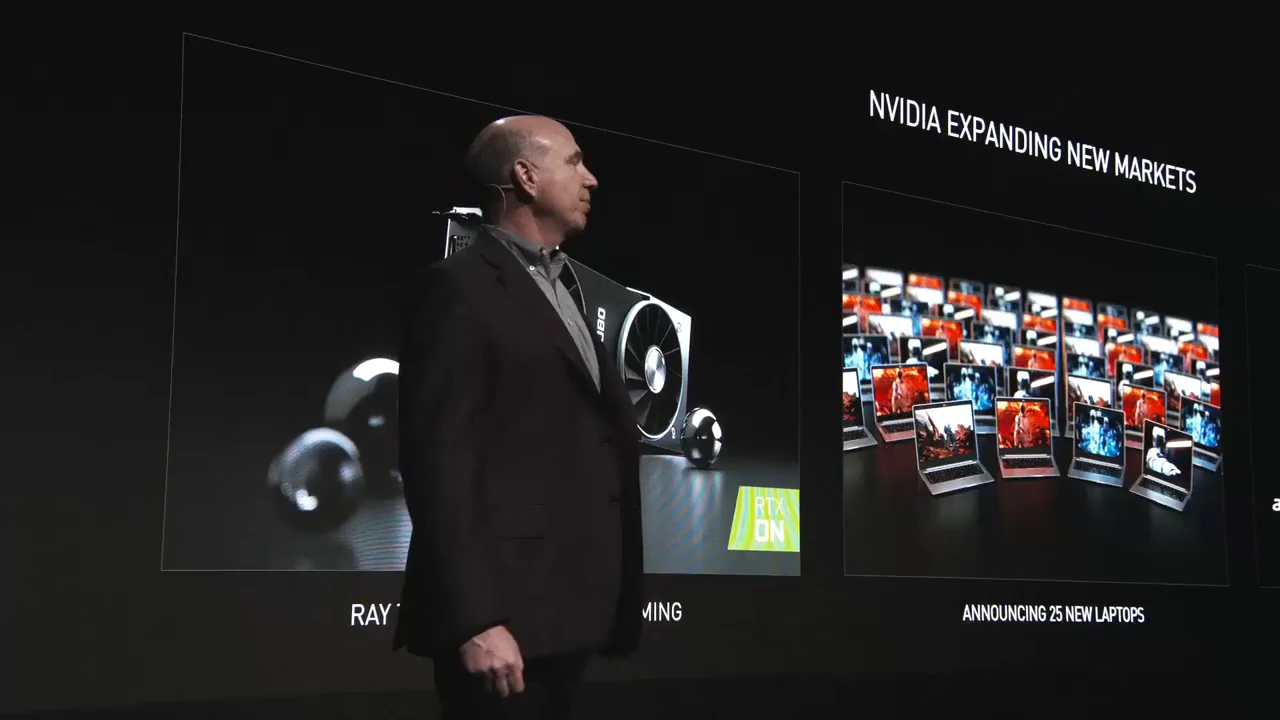 NVIDIA EXPANDING NEW MARKETS
RTX
ON
RAY
MING
ANNOUNCING 25 NEW LAPTOPS